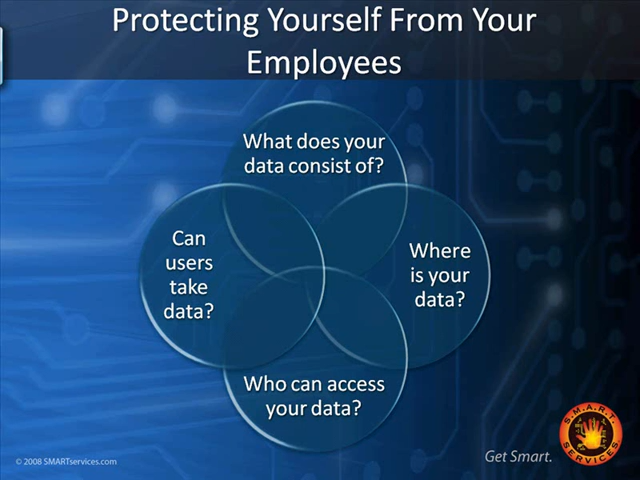 Protecting Yourself From Your
Employees
What does your
data consist of?
Can
users
take
data?
Where
is your
data?
Who can access
your data?
S.M.A.R.T.
SERVICES
Get Smart.
© 2008 SMARTservices.com